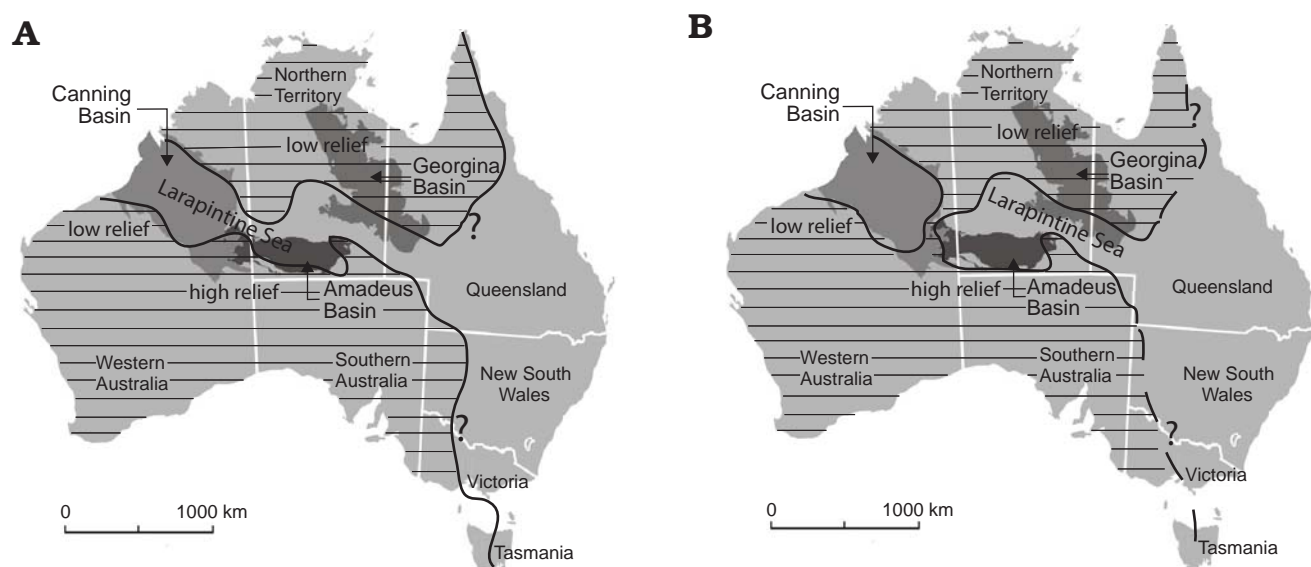 A
Northern
Territory
Canning
Basin
low relief
Georgina
Basin
Larapintine Sea
low relief
?
high relief
Amadeus
Basin
Queensland
Western
Australia
Southern
Australia
New South
Wales
?
Victoria
0 1000 km
Tasmania
B
Northern
Territory
Canning
Basin
?
low relief
Georgina
Basin
Larapintine Sea
low relief
?
high relief
Amadeus
Basin
Queensland
Western
Australia
Southern
Australia
New South
Wales
?
Victoria
0 1000 km
Tasmania